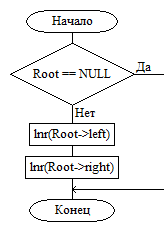 Начало
Root == NULL
Да
Нет
lnr(Root->left)
lnr(Root->right)
Конец